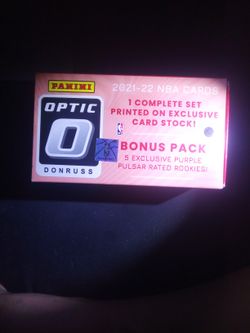 PANINI
OPTIC
DONRUSS
2021-22 NBA CARDS
1 COMPLETE SET
PRINTED ON EXCLUSIVE
CARD STOCK!
BONUS PACK
5 EXCLUSIVE PURPLE
PULSAR RATED ROOKIES!